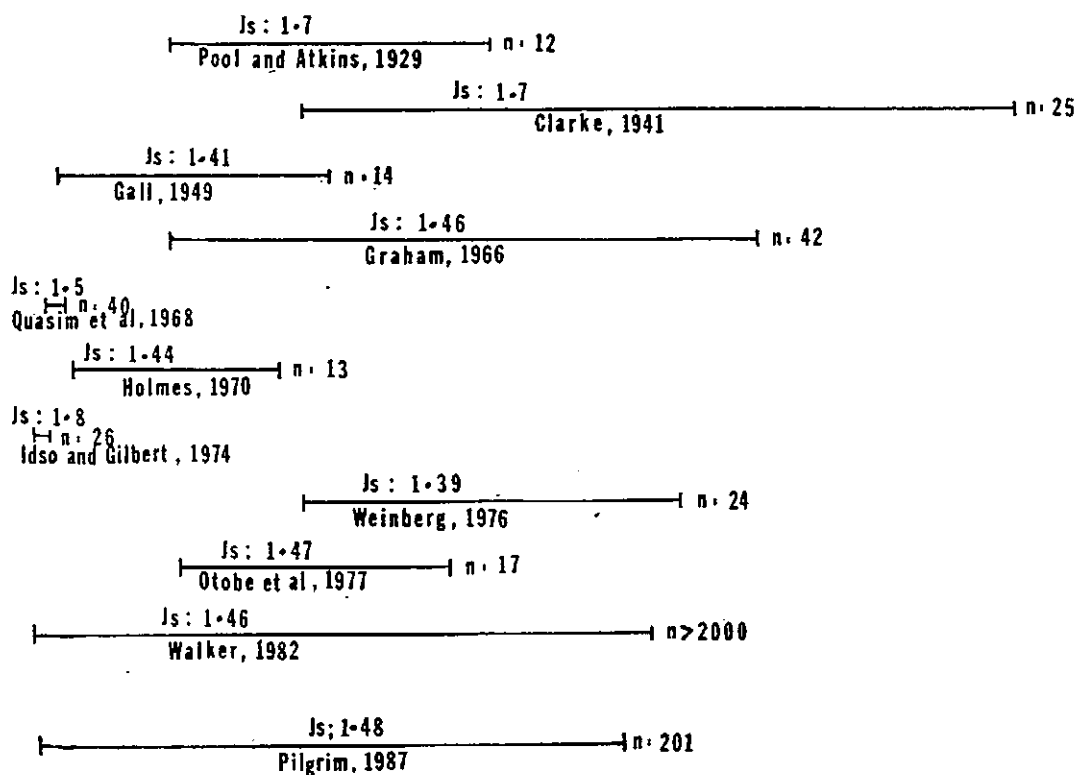 Js: 1·7
n· 12
Pool and Atkins, 1929
Js: 1·7
n· 25
Clarke, 1941
Js: 1·41
n· 14
Gall, 1949
Js: 1·46
n· 42
Graham, 1966
Js: 1·5
n· 40
Quasim et al, 1968
Js: 1·44
n· 13
Holmes, 1970
Js: 1·8
n· 26
Idso and Gilbert, 1974
Js: 1·39
n· 24
Weinberg, 1976
Js: 1·47
n· 17
Otobe et al, 1977
Js: 1·46
n>2000
Walker, 1982
Js; 1·48
n· 201
Pilgrim, 1987